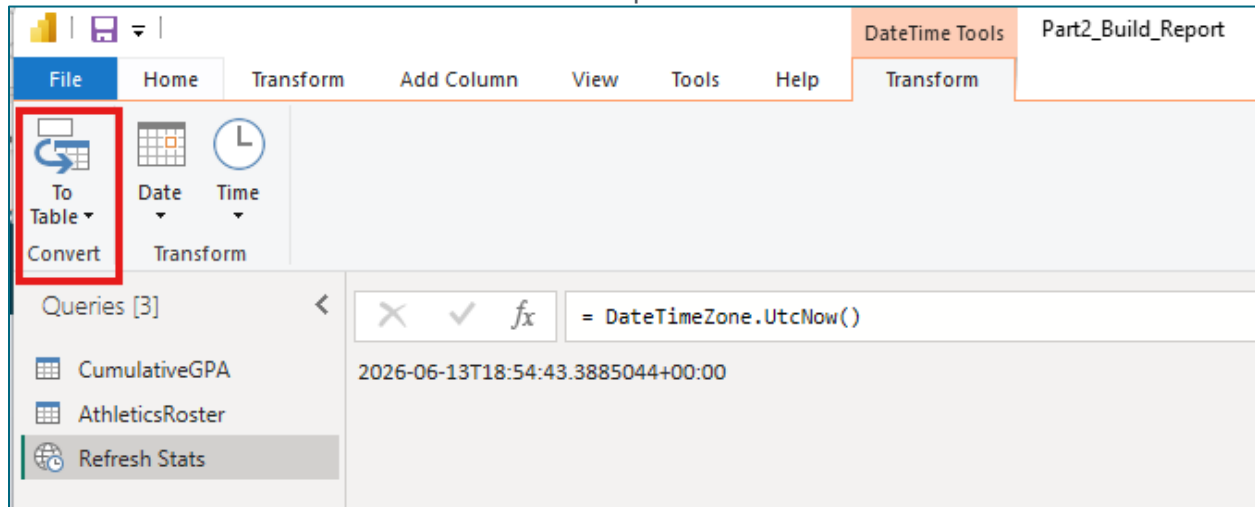 DateTime Tools
Part2_Build_Report
File Home Transform Add Column View Tools Help Transform
To Table
Date
Time
Convert
Transform
Queries [3]
fx
= DateTimeZone.UtcNow()
CumulativeGPA
2026-06-13T18:54:43.3885044+00:00
AthleticsRoster
Refresh Stats